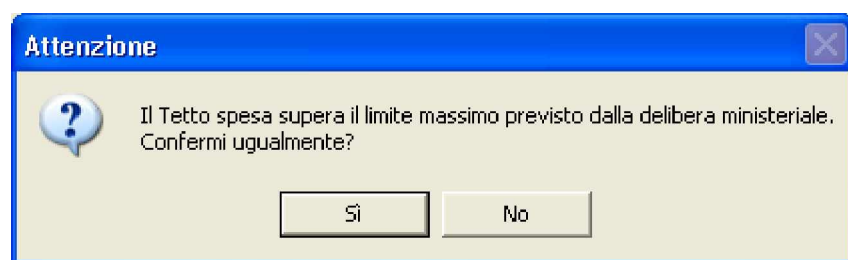 Attenzione
Il Tetto spesa supera il limite massimo previsto dalla delibera ministeriale.
Confermi ugualmente?
Sì
No